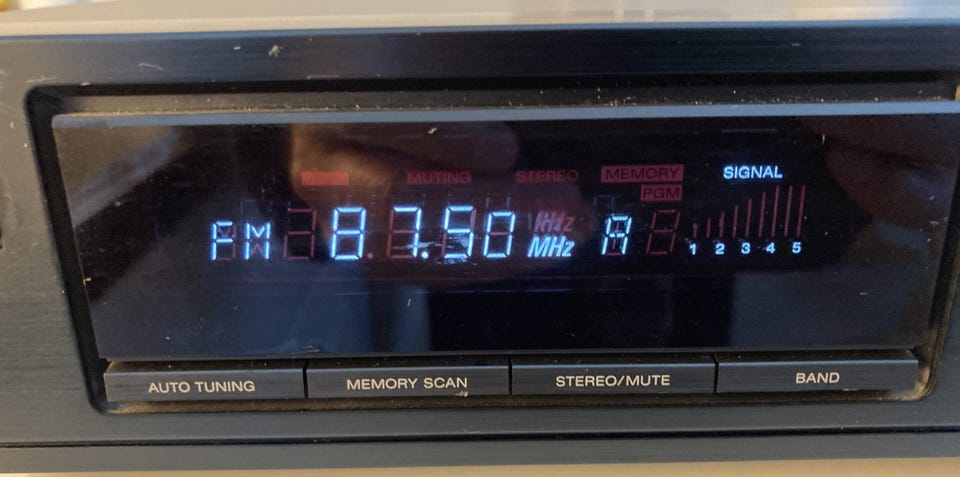 MUTING STEREO MEMORY SIGNAL
PGM
FM 87.50 kHz MHz A 1 2 3 4 5
AUTO TUNING MEMORY SCAN STEREO/MUTE BAND